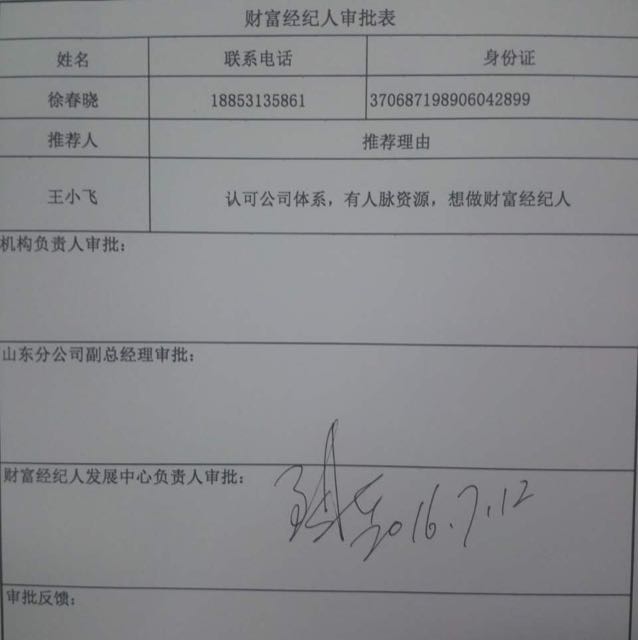 财富经纪人审批表
姓名 联系电话 身份证
徐春晓 18853135861 370687198906042899
推荐人 推荐理由
王小飞 认可公司体系，有人脉资源，想做财富经纪人
机构负责人审批：
山东分公司副总经理审批：
财富经纪人发展中心负责人审批：
2016.7.12
审批反馈：